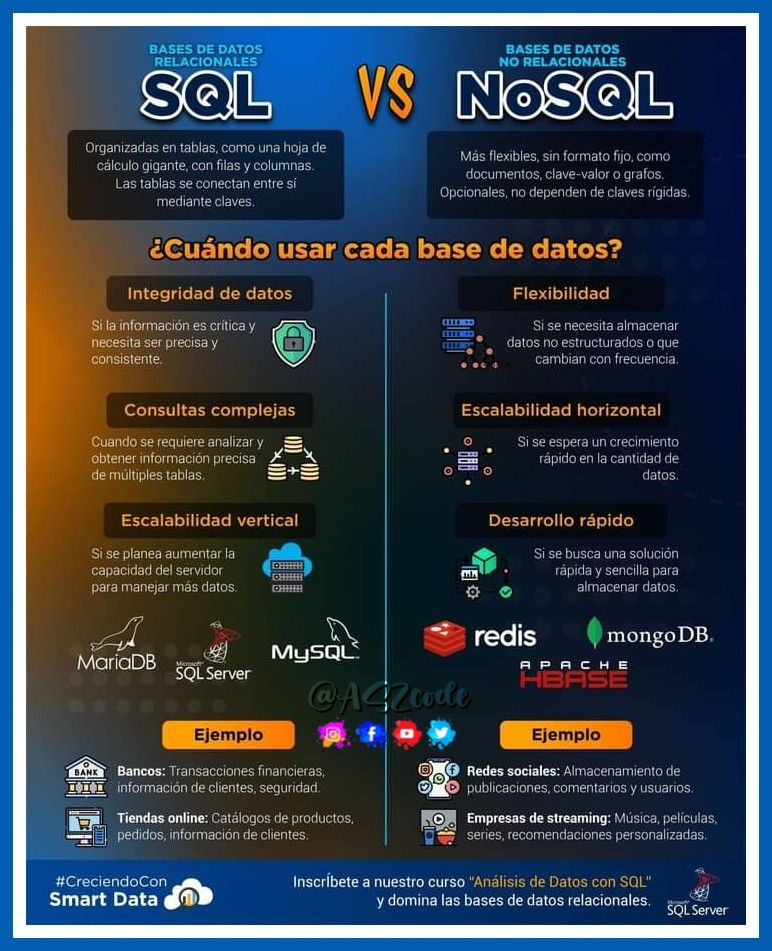 BASES DE DATOS
RELACIONALES
SQL
VS
BASES DE DATOS
NO RELACIONALES
NoSQL
Organizadas en tablas, como una hoja de
cálculo gigante, con filas y columnas.
Las tablas se conectan entre sí
mediante claves.
Más flexibles, sin formato fijo, como
documentos, clave-valor o grafos.
Opcionales, no dependen de claves rígidas.
¿Cuándo usar cada base de datos?
Integridad de datos
Si la información es crítica y
necesita ser precisa y
consistente.
Consultas complejas
Cuando se requiere analizar y
obtener información precisa
de múltiples tablas.
Escalabilidad vertical
Si se planea aumentar la
capacidad del servidor
para manejar más datos.
MariaDB
Microsoft
SQL Server
MySQL
Flexibilidad
Si se necesita almacenar
datos no estructurados o que
cambian con frecuencia.
Escalabilidad horizontal
Si se espera un crecimiento
rápido en la cantidad de
datos.
Desarrollo rápido
Si se busca una solución
rápida y sencilla para
almacenar datos.
redis
mongoDB®
APACHE
HBASE
@ASZcode
Ejemplo
BANK
Bancos: Transacciones financieras,
información de clientes, seguridad.
Tiendas online: Catálogos de productos,
pedidos, información de clientes.
Ejemplo
Redes sociales: Almacenamiento de
publicaciones, comentarios y usuarios.
Empresas de streaming: Música, películas,
series, recomendaciones personalizadas.
#CreciendoCon
Smart Data
InscrÍbete a nuestro curso "Análisis de Datos con SQL"
y domina las bases de datos relacionales.
Microsoft
SQL Server